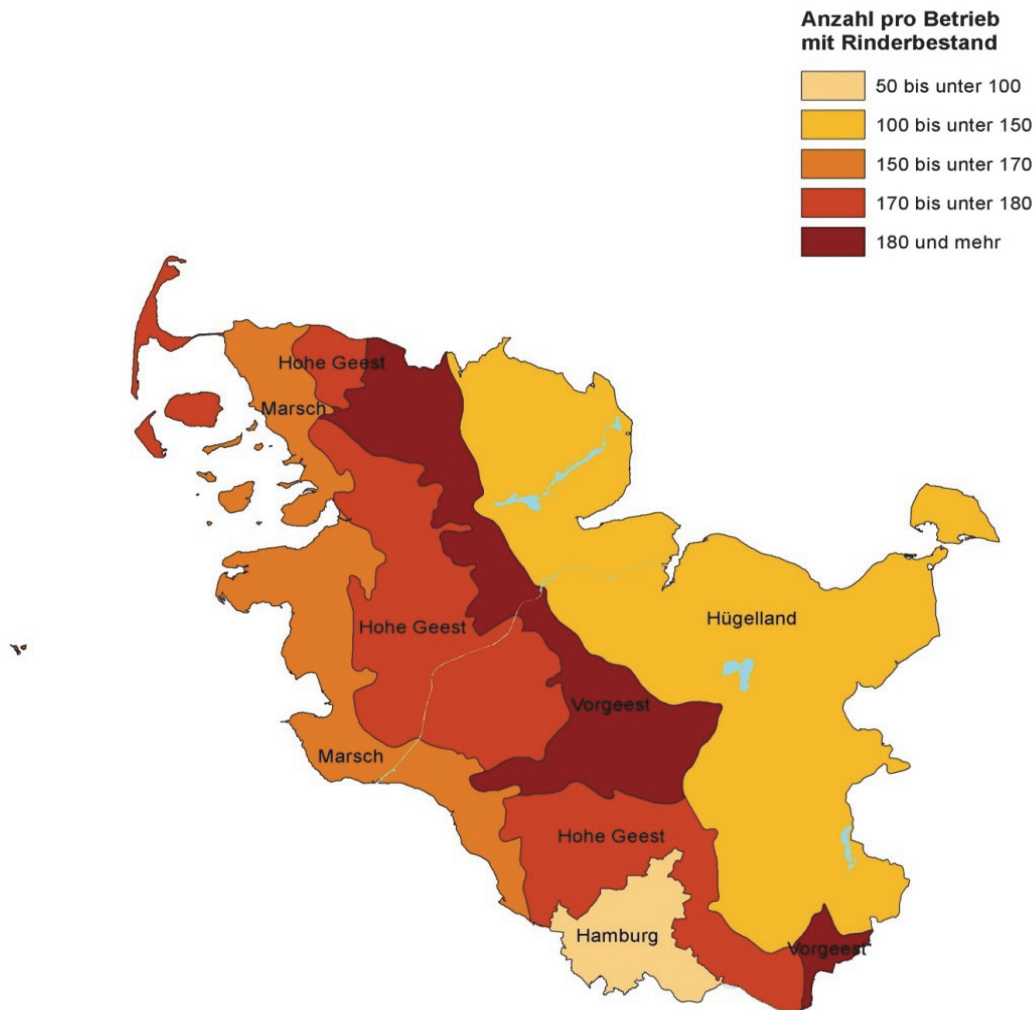 Anzahl pro Betrieb
mit Rinderbestand
50 bis unter 100
100 bis unter 150
150 bis unter 170
170 bis unter 180
180 und mehr
Hohe Geest
Marsch
Hügelland
Hohe Geest
Vorgeest
Marsch
Hohe Geest
Hamburg
Vorgeest